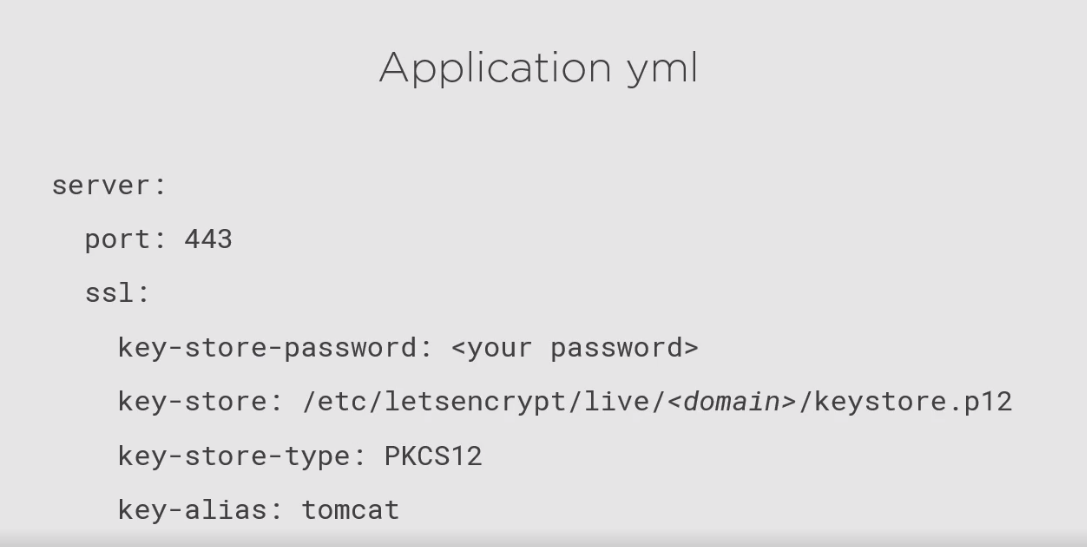 Application yml
server:
  port: 443
  ssl:
    key-store-password: <your password>
    key-store: /etc/letsencrypt/live/<domain>/keystore.p12
    key-store-type: PKCS12
    key-alias: tomcat